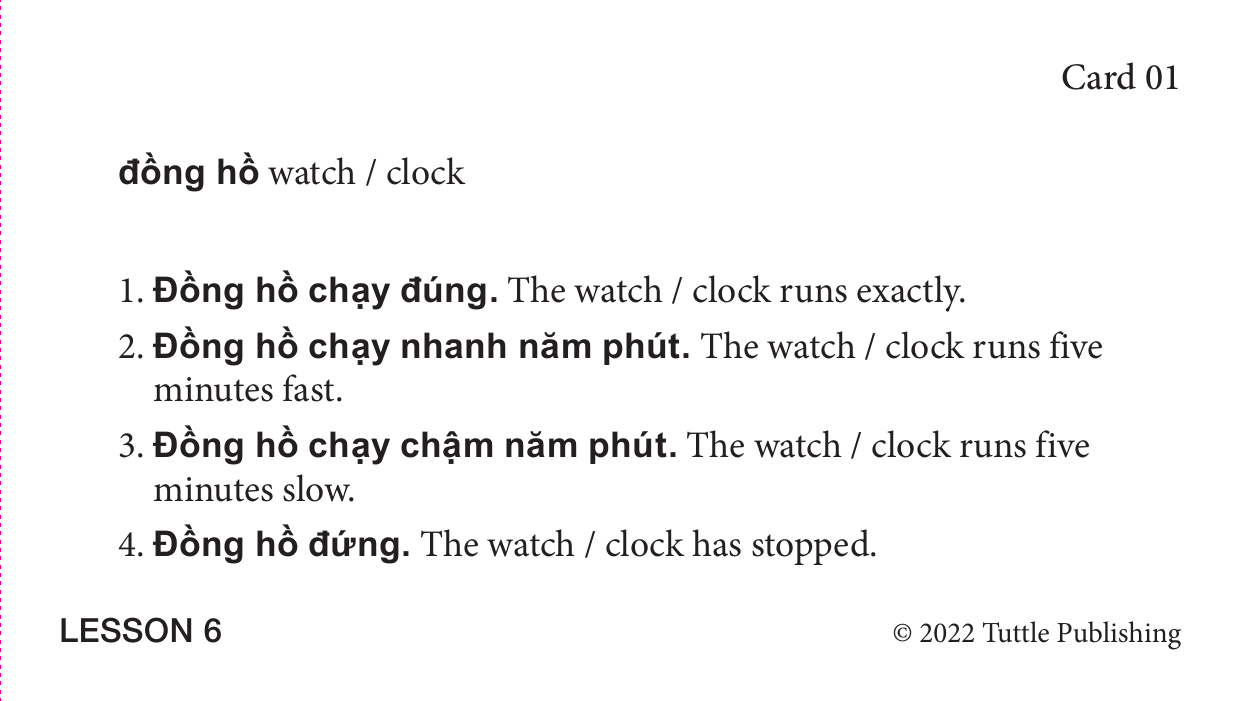 Card 01
đồng hồ watch / clock
1. Đồng hồ chạy đúng. The watch / clock runs exactly.
2. Đồng hồ chạy nhanh năm phút. The watch / clock runs five
minutes fast.
3. Đồng hồ chạy chậm năm phút. The watch / clock runs five
minutes slow.
4. Đồng hồ đứng. The watch / clock has stopped.
LESSON 6
© 2022 Tuttle Publishing